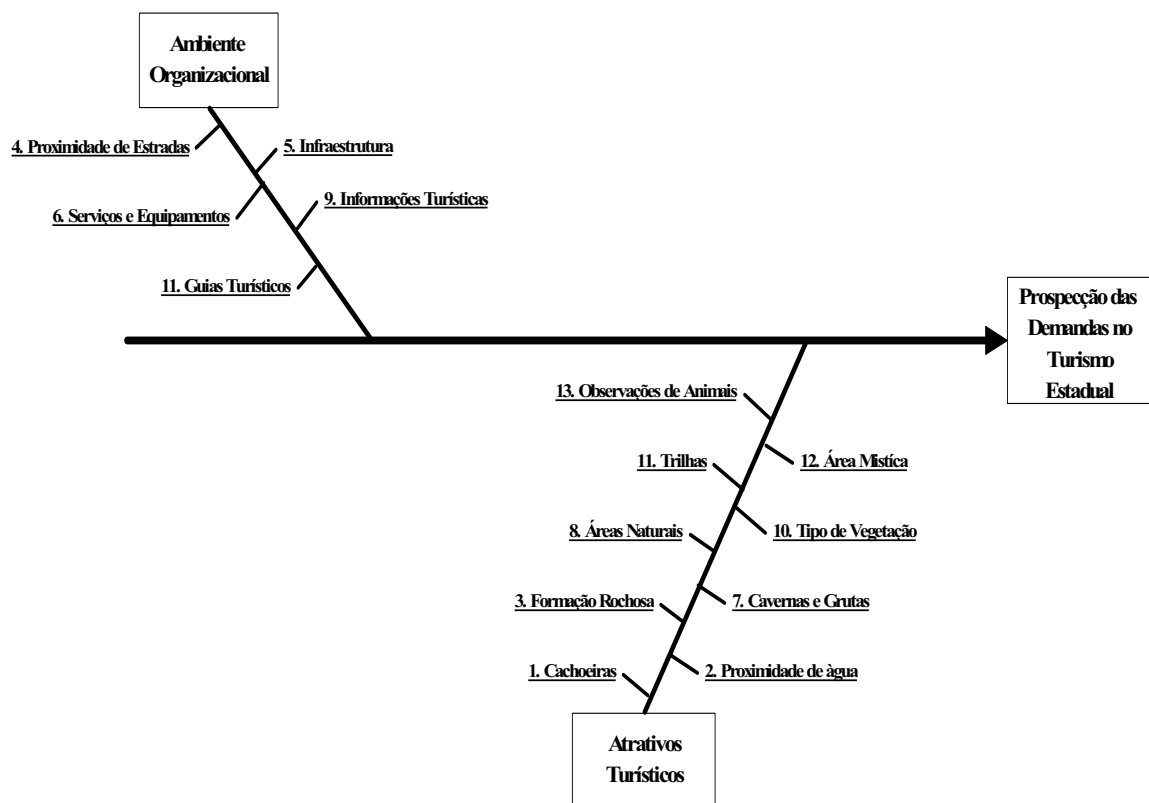 Ambiente
Organizacional
4. Proximidade de Estradas
5. Infraestrutura
9. Informações Turísticas
6. Serviços e Equipamentos
11. Guias Turísticos
Prospecção das
Demandas no
Turismo
Estadual
13. Observações de Animais
11. Trilhas
12. Área Mistíca
8. Áreas Naturais
10. Tipo de Vegetação
3. Formação Rochosa
7. Cavernas e Grutas
1. Cachoeiras
2. Proximidade de àgua
Atrativos
Turísticos